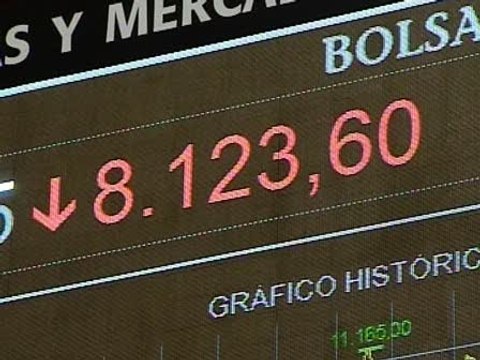 AS Y MERCA
BOLSA
↓8.123,60
GRÁFICO HISTÓRIC
11.165,00